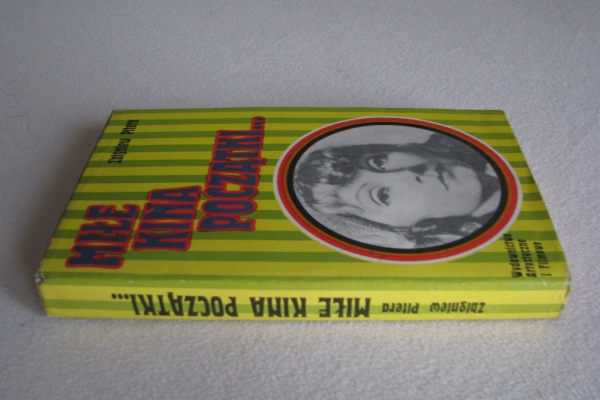 Zbigniew Pitera
MIŁE
KINA
POCZĄTKI...
Wydawnictwa
Artystyczne
i Filmowe
Zbigniew Pitera MIŁE KINA POCZĄTKI...